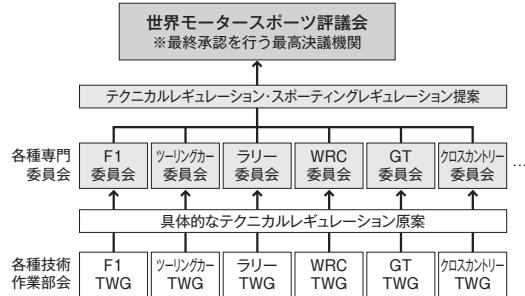 世界モータースポーツ評議会
※最終承認を行う最高決議機関
テクニカルレギュレーション・スポーティングレギュレーション提案
各種専門
委員会
F1
委員会
ツーリングカー
委員会
ラリー
委員会
WRC
委員会
GT
委員会
クロスカントリー
委員会
…
具体的なテクニカルレギュレーション原案
各種技術
作業部会
F1
TWG
ツーリングカー
TWG
ラリー
TWG
WRC
TWG
GT
TWG
クロスカントリー
TWG